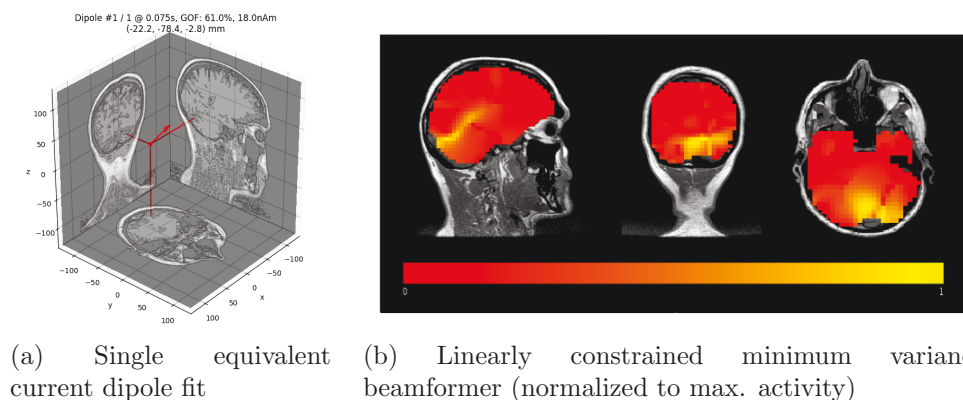 Dipole #1 / 1 @ 0.075s, GOF: 61.0%, 18.0nAm
(-22.2, -78.4, -2.8) mm
100
50
0
−50
−100
z
−100
−50
0
50
100
y
100
50
0
−50
−100
x
0
1
(a) Single equivalent
current dipole fit
(b) Linearly constrained minimum varianc
beamformer (normalized to max. activity)